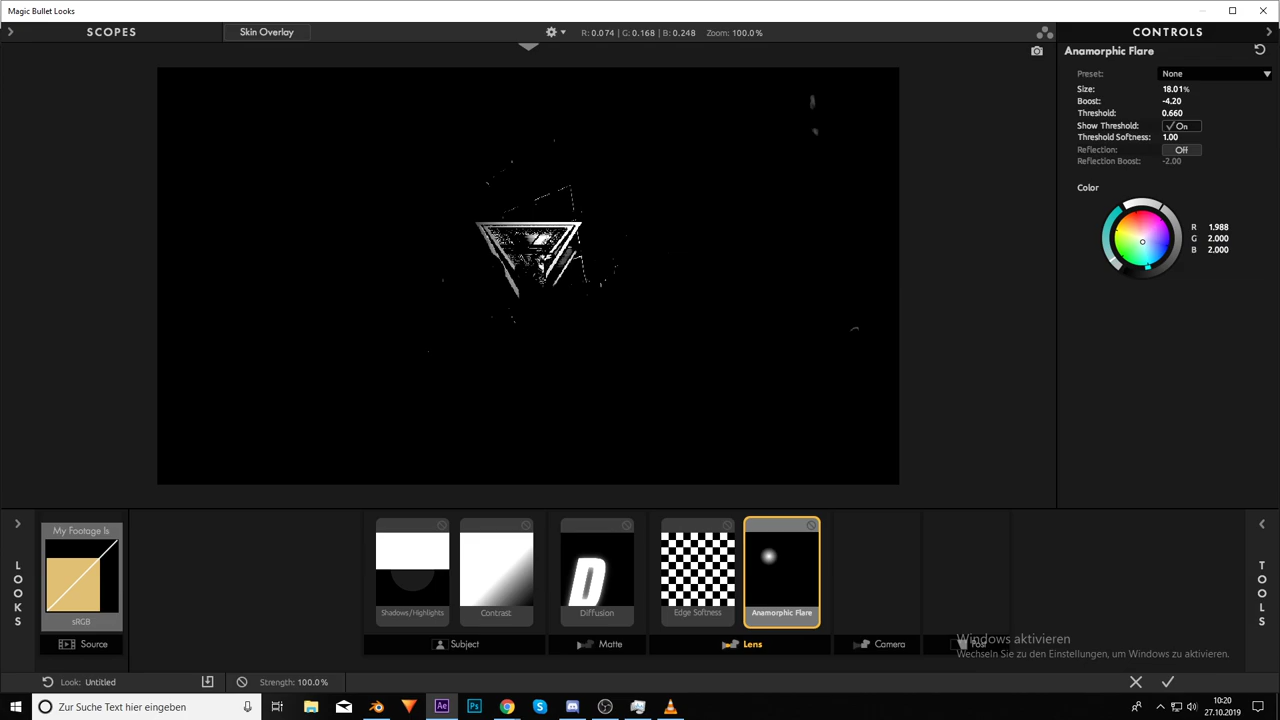 Magic Bullet Looks
SCOPES
Skin Overlay
R: 0.074 | G: 0.168 | B: 0.248 Zoom: 100.0%
CONTROLS
Anamorphic Flare
Preset: None
Size: 18.01%
Boost: -4.20
Threshold: 0.660
Show Threshold: On
Threshold Softness: 1.00
Reflection: Off
Reflection Boost: -2.00
Color
R 1.988
G 2.000
B 2.000
LOOKS
My Footage Is
sRGB
Source
Shadows/Highlights
Contrast
Subject
D
Diffusion
Matte
Edge Softness
Anamorphic Flare
Lens
Camera
Post
TOOLS
Windows aktivieren
Wechseln Sie zu den Einstellungen, um Windows zu aktivieren.
Look: Untitled
Strength: 100.0%
Zur Suche Text hier eingeben
Ae
Ps
10:20
27.10.2019